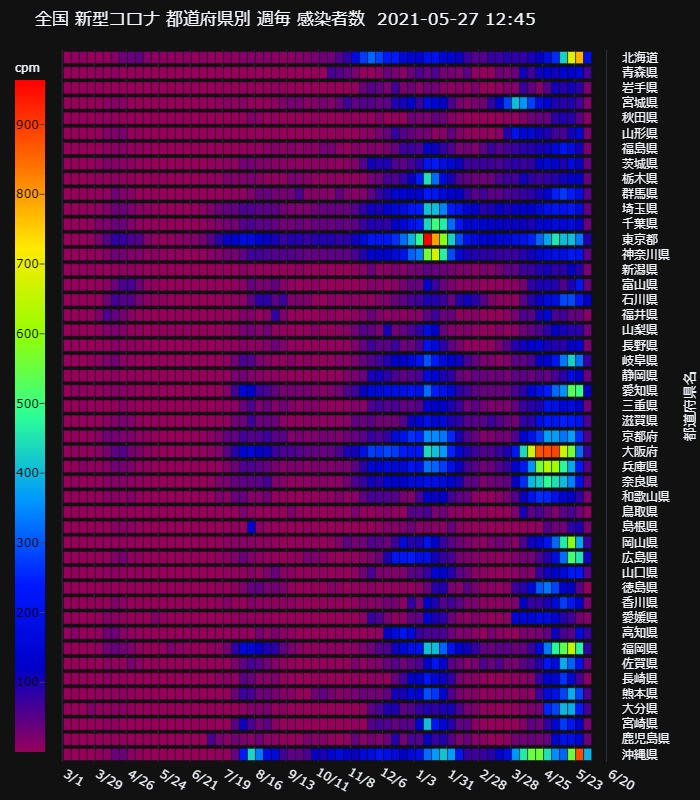 全国 新型コロナ 都道府県別 週毎 感染者数 2021-05-27 12:45
cpm
900
800
700
600
500
400
300
200
100
北海道
青森県
岩手県
宮城県
秋田県
山形県
福島県
茨城県
栃木県
群馬県
埼玉県
千葉県
東京都
神奈川県
新潟県
富山県
石川県
福井県
山梨県
長野県
岐阜県
静岡県
愛知県
三重県
滋賀県
京都府
大阪府
兵庫県
奈良県
和歌山県
鳥取県
島根県
岡山県
広島県
山口県
徳島県
香川県
愛媛県
高知県
福岡県
佐賀県
長崎県
熊本県
大分県
宮崎県
鹿児島県
沖縄県
都道府県名
3/1 3/29 4/26 5/24 6/21 7/19 8/16 9/13 10/11 11/8 12/6 1/3 1/31 2/28 3/28 4/25 5/23 6/20